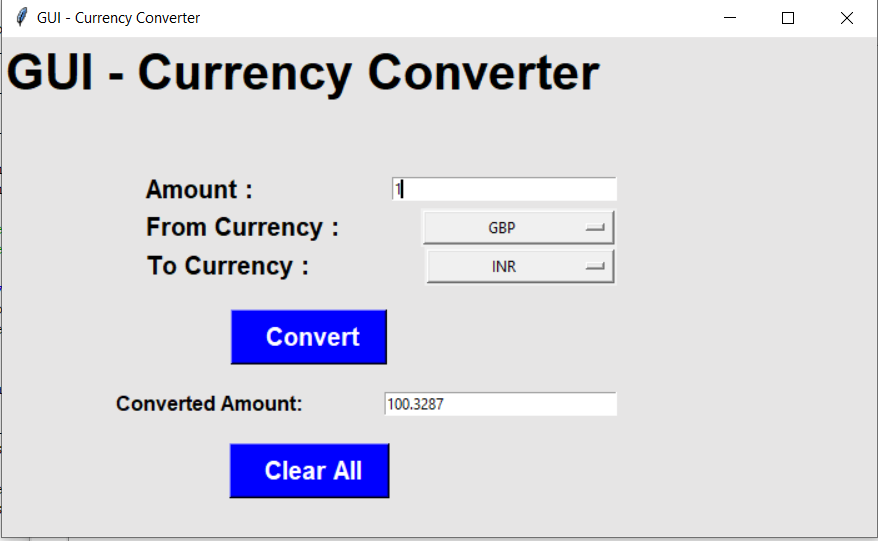 GUI - Currency Converter
GUI - Currency Converter
Amount : 1
From Currency : GBP
To Currency : INR
Convert
Converted Amount: 100.3287
Clear All